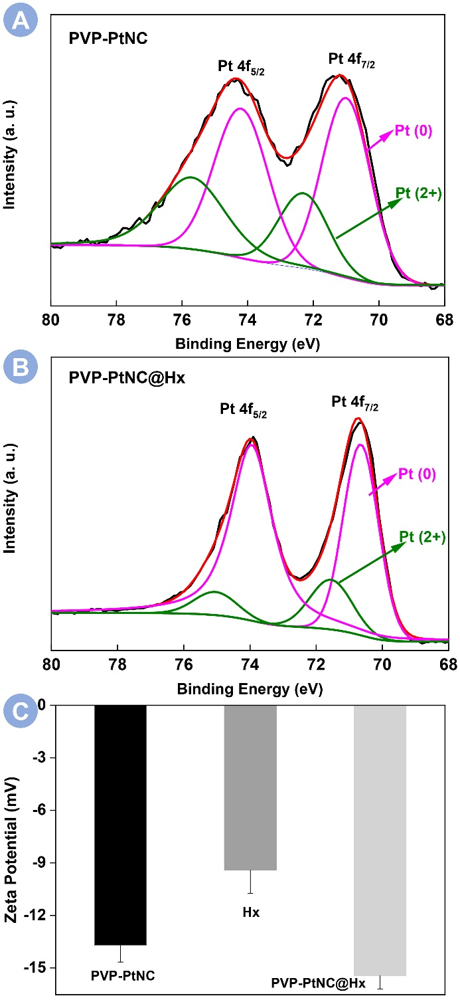 A
PVP-PtNC
Pt 4f5/2
Pt 4f7/2
Pt (0)
Pt (2+)
Intensity (a. u.)
80 78 76 74 72 70 68
Binding Energy (eV)
B
PVP-PtNC@Hx
Pt 4f5/2
Pt 4f7/2
Pt (0)
Pt (2+)
Intensity (a. u.)
80 78 76 74 72 70 68
Binding Energy (eV)
C
0
-3
-6
-9
-12
-15
Zeta Potential (mV)
Hx
PVP-PtNC
PVP-PtNC@Hx